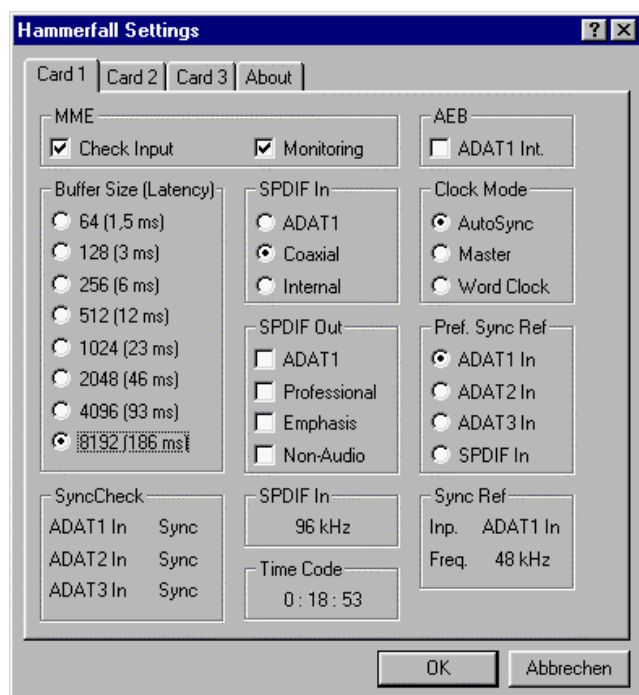 Hammerfall Settings
Card 1 Card 2 Card 3 About
MME
Check Input Monitoring
AEB
ADAT1 Int.
Buffer Size (Latency)
64 (1,5 ms)
128 (3 ms)
256 (6 ms)
512 (12 ms)
1024 (23 ms)
2048 (46 ms)
4096 (93 ms)
8192 (186 ms)
SPDIF In
ADAT1
Coaxial
Internal
Clock Mode
AutoSync
Master
Word Clock
SPDIF Out
ADAT1
Professional
Emphasis
Non-Audio
Pref. Sync Ref
ADAT1 In
ADAT2 In
ADAT3 In
SPDIF In
SyncCheck
ADAT1 In Sync
ADAT2 In Sync
ADAT3 In Sync
SPDIF In
96 kHz
Time Code
0 : 18 : 53
Sync Ref
Inp. ADAT1 In
Freq. 48 kHz
OK Abbrechen